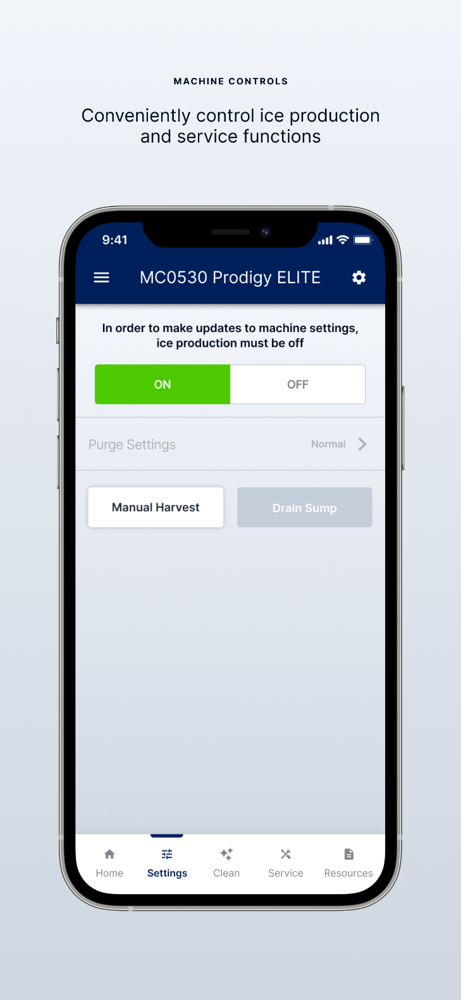 MACHINE CONTROLS
Conveniently control ice production
and service functions
9:41
MC0530 Prodigy ELITE
In order to make updates to machine settings,
ice production must be off
ON
OFF
Purge Settings
Normal
Manual Harvest
Drain Sump
Home
Settings
Clean
Service
Resources